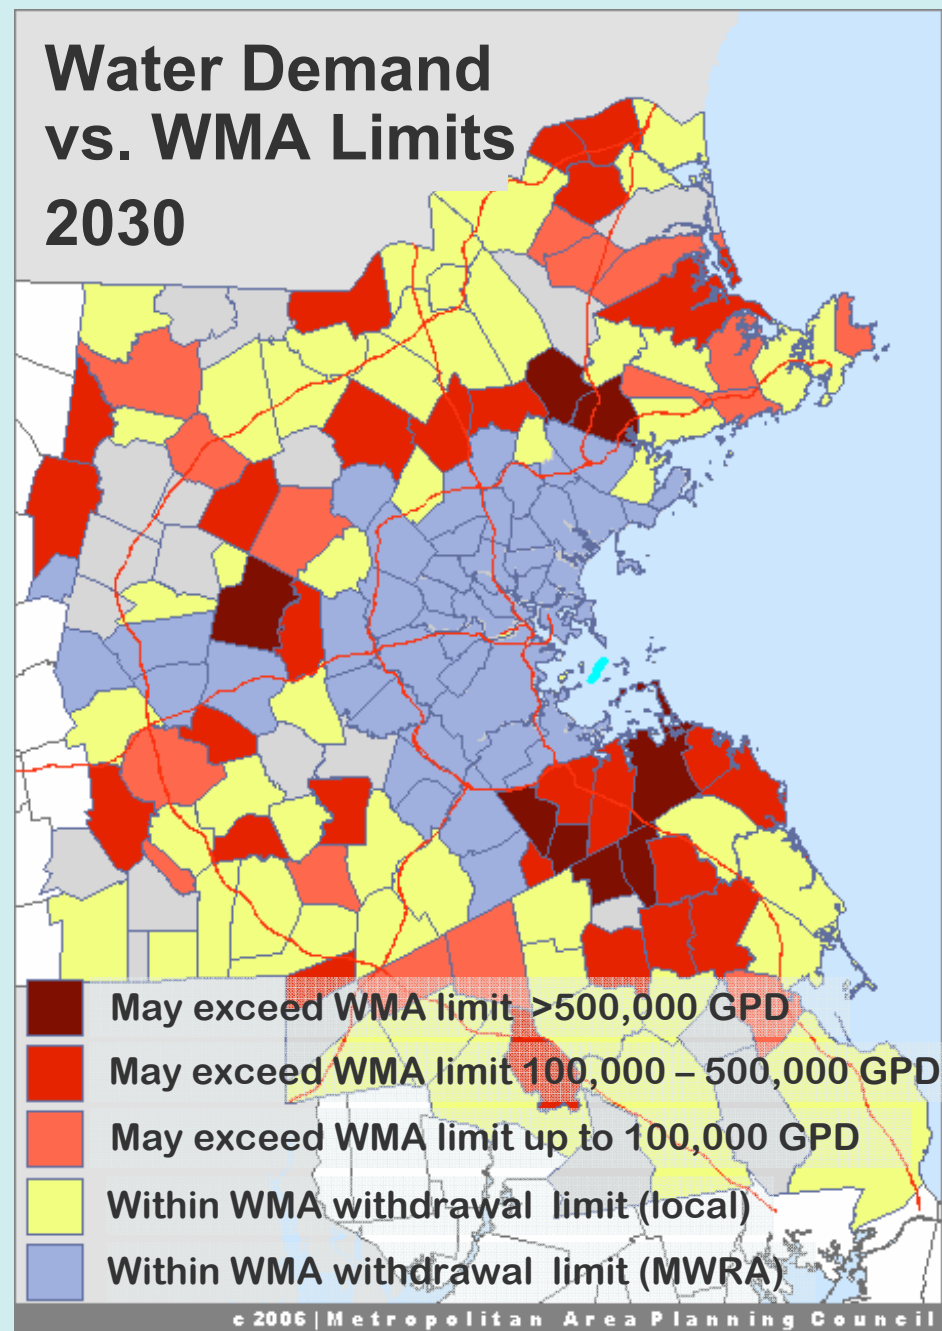 Water Demand
vs. WMA Limits
2030
May exceed WMA limit >500,000 GPD
May exceed WMA limit 100,000 – 500,000 GPD
May exceed WMA limit up to 100,000 GPD
Within WMA withdrawal limit (local)
Within WMA withdrawal limit (MWRA)
c 2006 | Metropolitan Area Planning Council